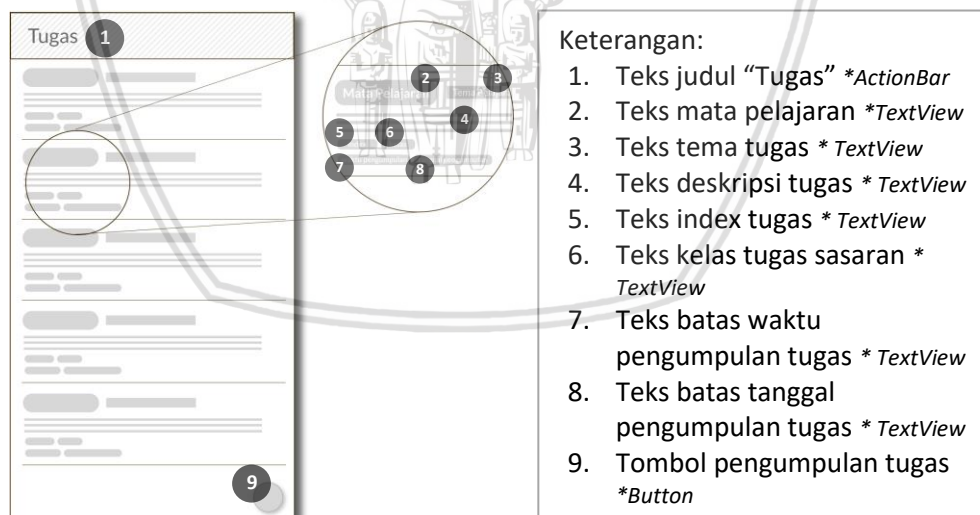 Tugas 1
2 3
Mata Pelajaran
4
5 6
7 8
9
Keterangan:
1. Teks judul “Tugas” *ActionBar
2. Teks mata pelajaran *TextView
3. Teks tema tugas * TextView
4. Teks deskripsi tugas * TextView
5. Teks index tugas * TextView
6. Teks kelas tugas sasaran *
TextView
7. Teks batas waktu
pengumpulan tugas * TextView
8. Teks batas tanggal
pengumpulan tugas * TextView
9. Tombol pengumpulan tugas
*Button